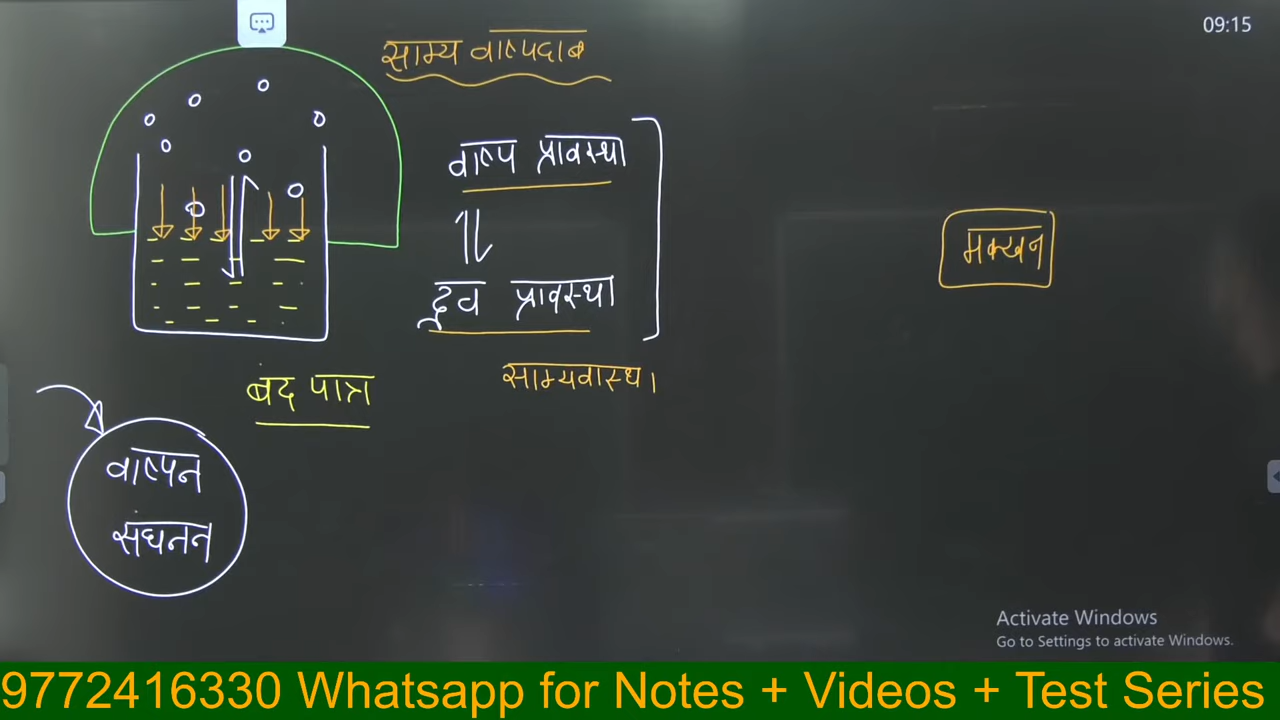 09:15
साम्य वाष्पदाब
वाष्प प्रावस्था
⇌
द्रव प्रावस्था
मक्खन
साम्यवास्था
बंद पात्र
वाष्पन
संघनन
Activate Windows
Go to Settings to activate Windows.
9772416330 Whatsapp for Notes + Videos + Test Series